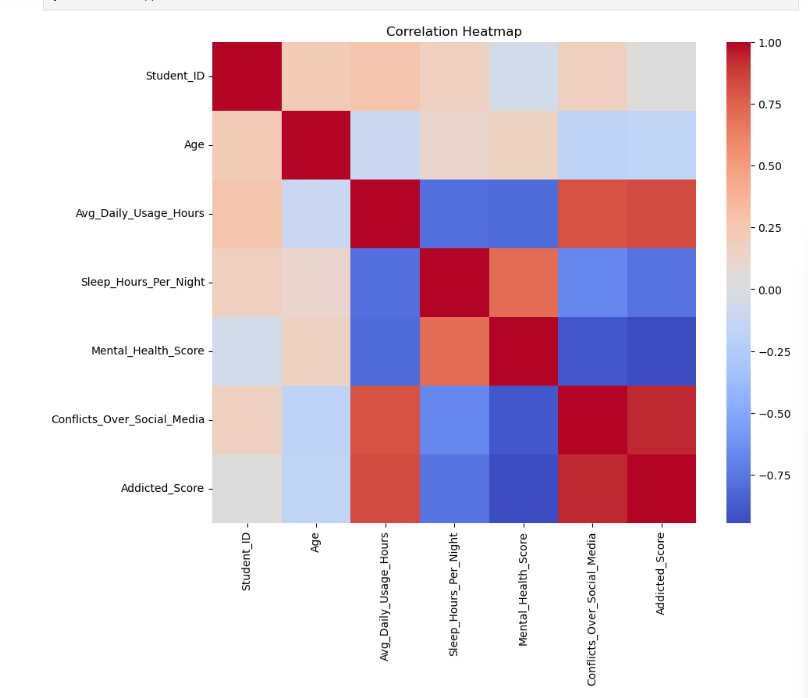 Correlation Heatmap
Student_ID
Age
Avg_Daily_Usage_Hours
Sleep_Hours_Per_Night
Mental_Health_Score
Conflicts_Over_Social_Media
Addicted_Score
Student_ID
Age
Avg_Daily_Usage_Hours
Sleep_Hours_Per_Night
Mental_Health_Score
Conflicts_Over_Social_Media
Addicted_Score
1.00
0.75
0.50
0.25
0.00
−0.25
−0.50
−0.75